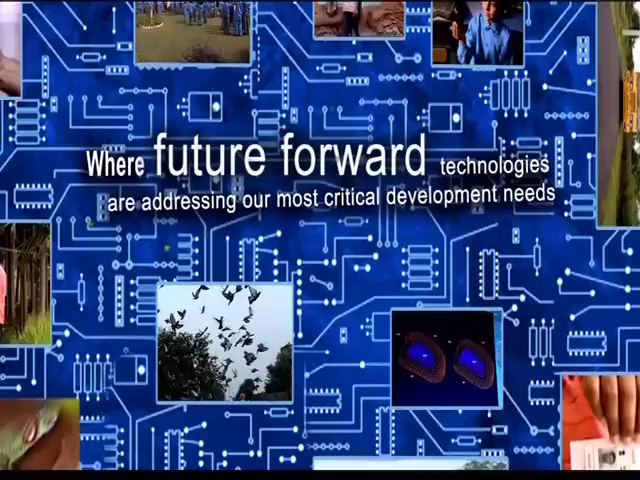 Where future forward technologies
are addressing our most critical development needs